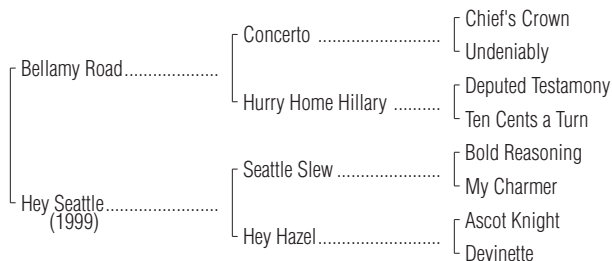 Chief's Crown
Concerto ..............................
Undeniably
Bellamy Road.......................
Deputed Testamony
Hurry Home Hillary ...........
Ten Cents a Turn
Bold Reasoning
Seattle Slew .........................
My Charmer
Hey Seattle...........................
(1999)
Ascot Knight
Hey Hazel..............................
Devinette